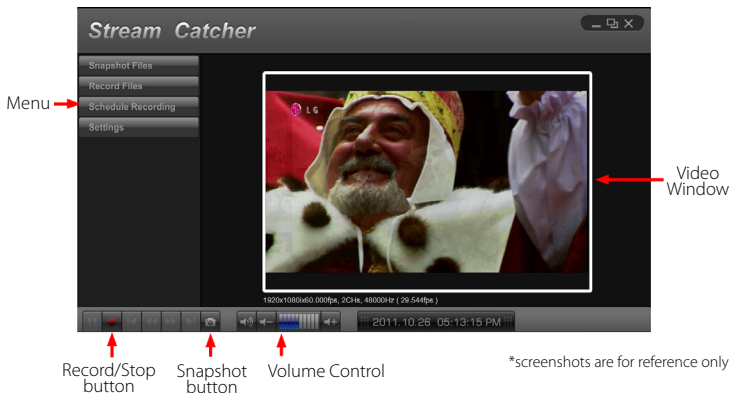 Stream Catcher
Snapshot Files
Record Files
Menu
Schedule Recording
Settings
LG
Video
Window
1920x1080ix60.000fps, 2CHs, 48000Hz ( 29.544fps )
2011.10.26 05:13:15 PM
Record/Stop
button
Snapshot
button
Volume Control
*screenshots are for reference only